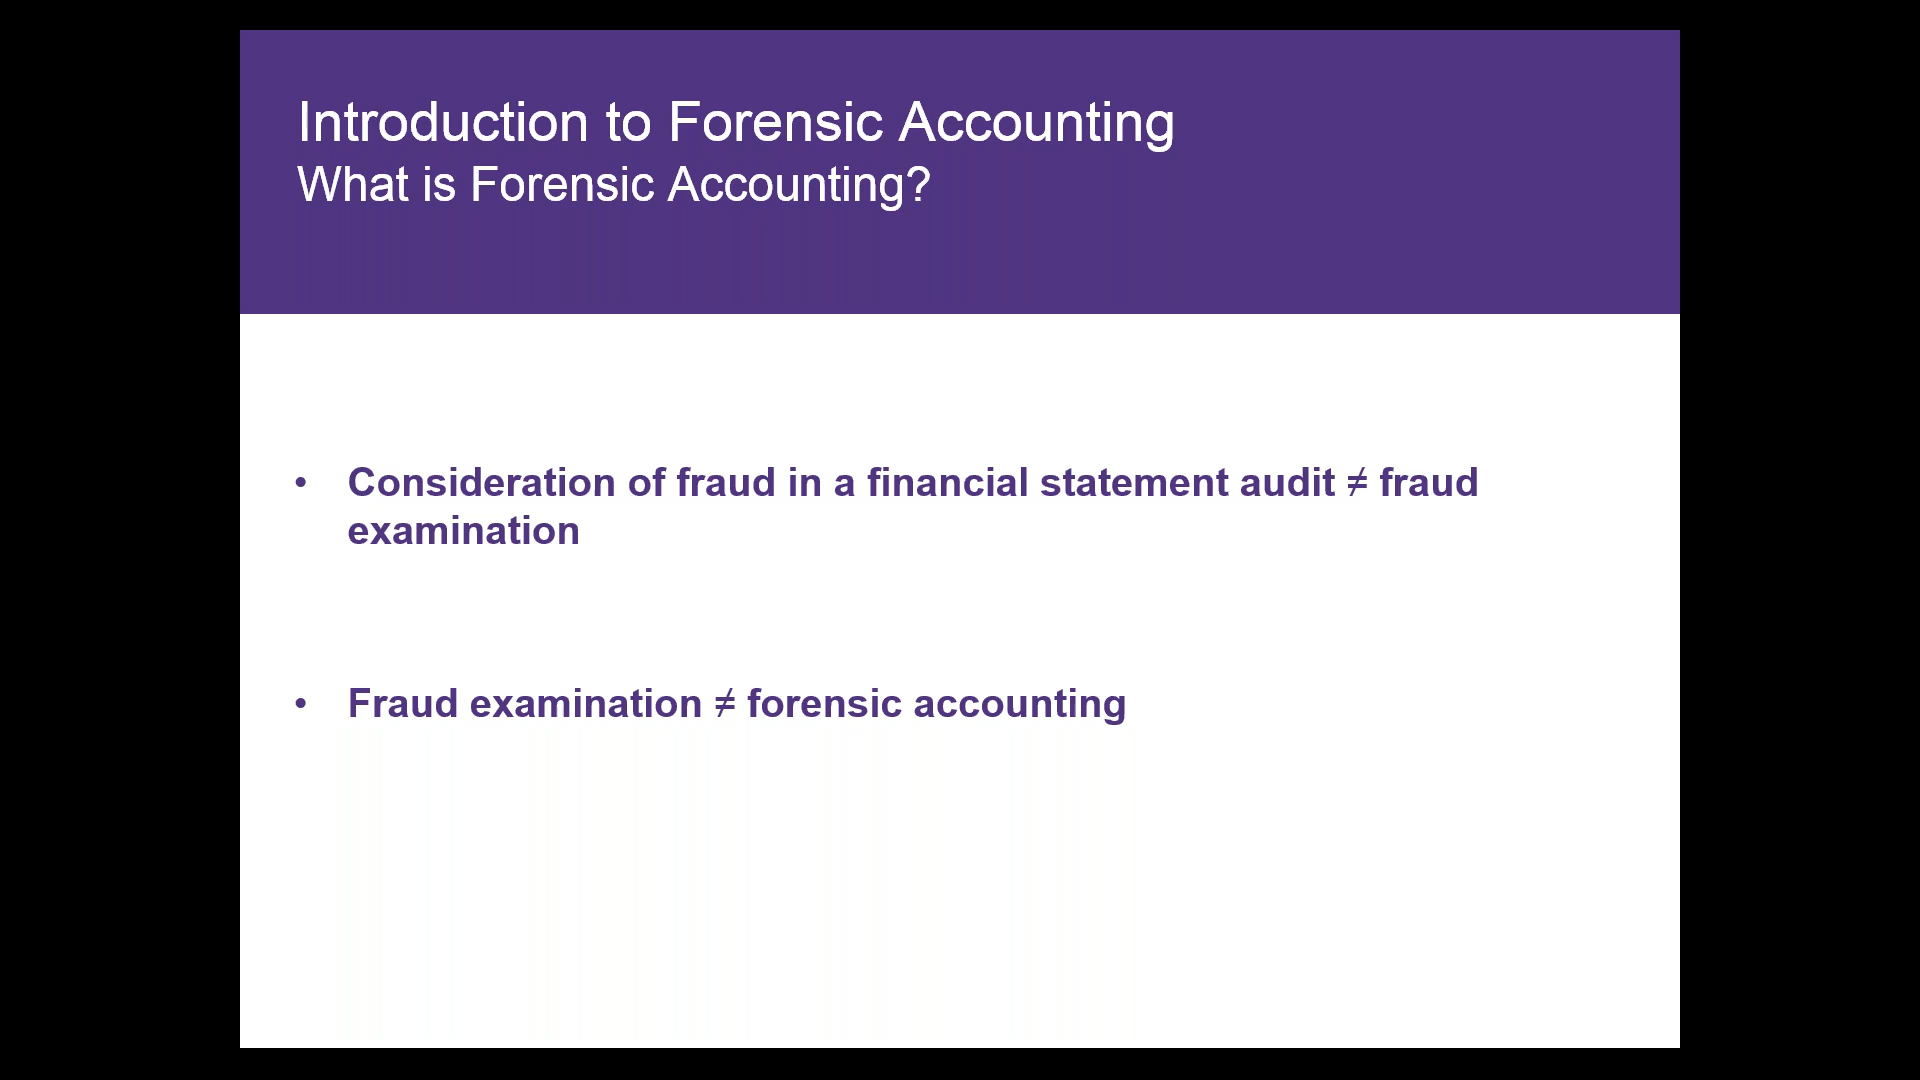 Introduction to Forensic Accounting
What is Forensic Accounting?
• Consideration of fraud in a financial statement audit ≠ fraud
examination
• Fraud examination ≠ forensic accounting